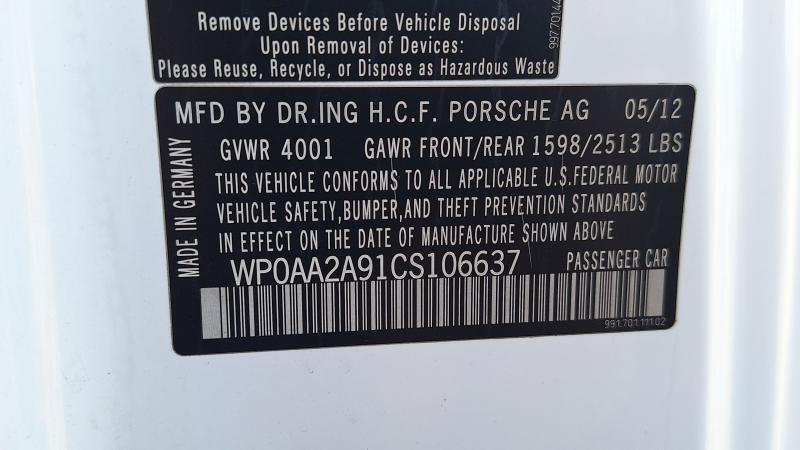 Remove Devices Before Vehicle Disposal
Upon Removal of Devices:
Please Reuse, Recycle, or Dispose as Hazardous Waste
MFD BY DR.ING H.C.F. PORSCHE AG 05/12
GVWR 4001 GAWR FRONT/REAR 1598/2513 LBS
THIS VEHICLE CONFORMS TO ALL APPLICABLE U.S.FEDERAL MOTOR
VEHICLE SAFETY,BUMPER,AND THEFT PREVENTION STANDARDS
IN EFFECT ON THE DATE OF MANUFACTURE SHOWN ABOVE
WP0AA2A91CS106637 PASSENGER CAR
MADE IN GERMANY
991.701.111.02